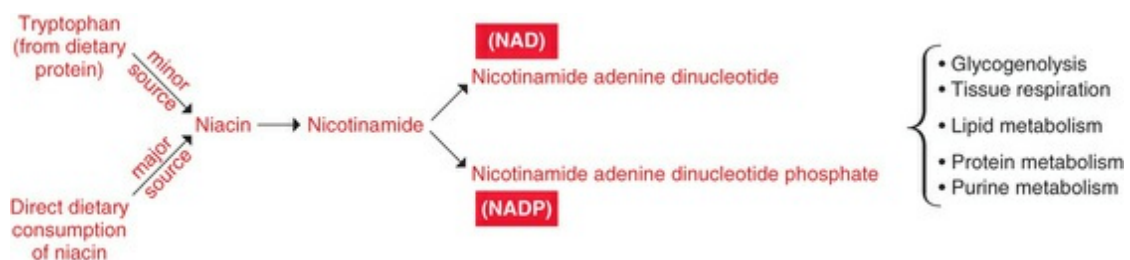 Tryptophan
(from dietary
protein)
minor
source
Direct dietary
consumption
of niacin
major
source
Niacin
Nicotinamide
(NAD)
Nicotinamide adenine dinucleotide
Nicotinamide adenine dinucleotide phosphate
(NADP)
• Glycogenolysis
• Tissue respiration
• Lipid metabolism
• Protein metabolism
• Purine metabolism